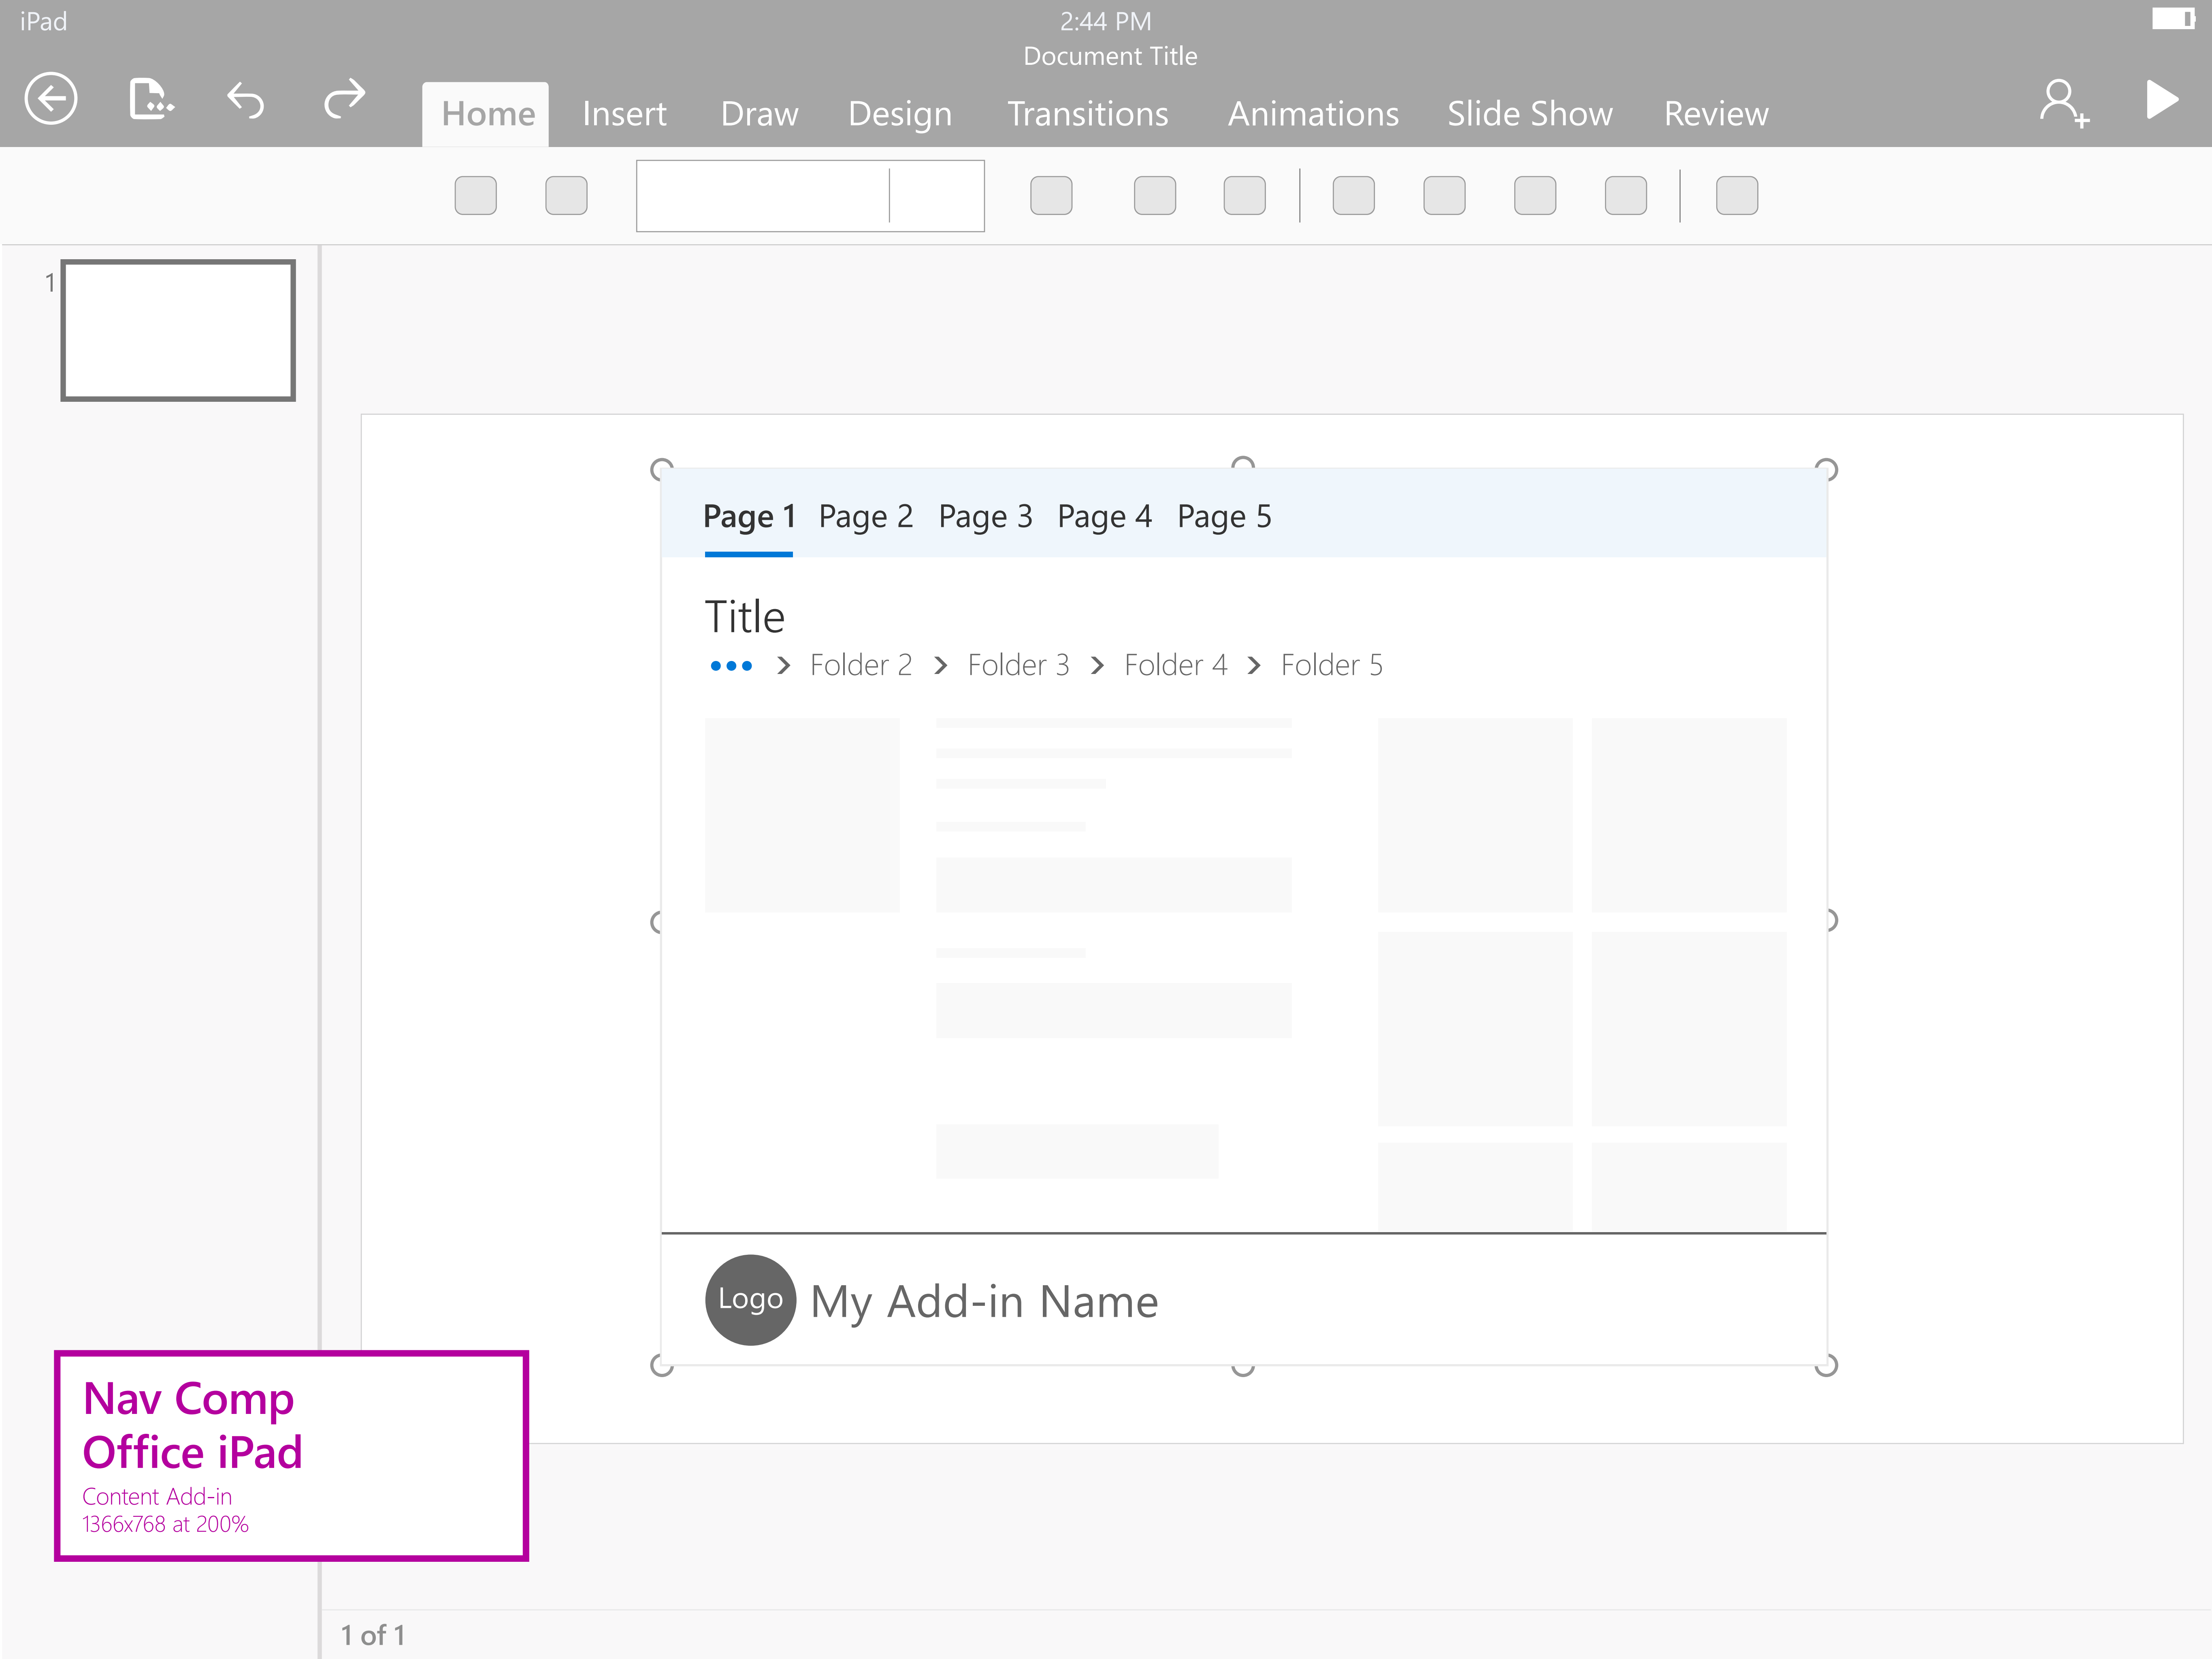 iPad
2:44 PM
Document Title
Home Insert Draw Design Transitions Animations Slide Show Review
1
Page 1 Page 2 Page 3 Page 4 Page 5
Title
••• > Folder 2 > Folder 3 > Folder 4 > Folder 5
Logo My Add-in Name
Nav Comp
Office iPad
Content Add-in
1366x768 at 200%
1 of 1